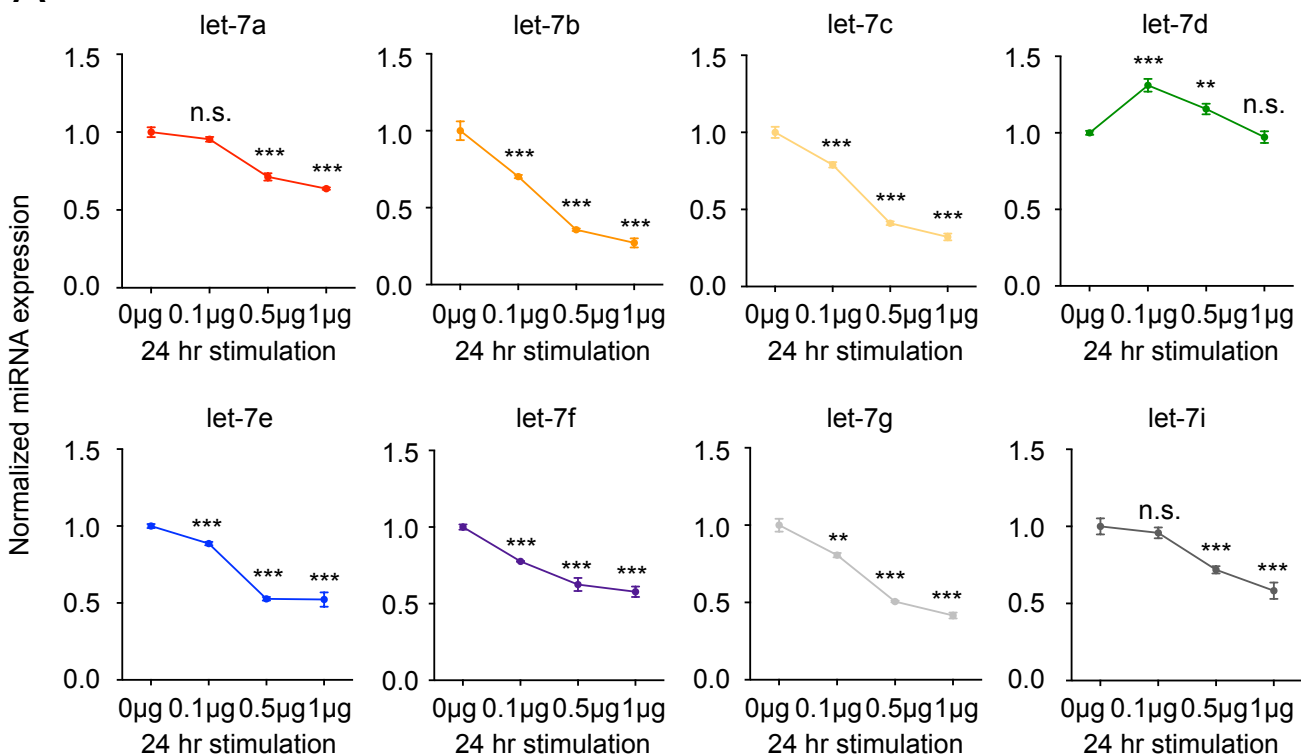 let-7a let-7b let-7c let-7d
1.5 1.5 1.5 1.5
*** ** n.s.
n.s. *** *** *** ***
1.0 1.0 1.0 1.0
*** *** *** ***
0.5 0.5 0.5 0.5
0.0 0.0 0.0 0.0
0µg 0.1µg 0.5µg 1µg 0µg 0.1µg 0.5µg 1µg 0µg 0.1µg 0.5µg 1µg 0µg 0.1µg 0.5µg 1µg
24 hr stimulation 24 hr stimulation 24 hr stimulation 24 hr stimulation
Normalized miRNA expression
let-7e let-7f let-7g let-7i
1.5 1.5 1.5 1.5
*** *** ** n.s.
1.0 1.0 1.0 1.0
*** *** *** *** *** *** *** ***
0.5 0.5 0.5 0.5
0.0 0.0 0.0 0.0
0µg 0.1µg 0.5µg 1µg 0µg 0.1µg 0.5µg 1µg 0µg 0.1µg 0.5µg 1µg 0µg 0.1µg 0.5µg 1µg
24 hr stimulation 24 hr stimulation 24 hr stimulation 24 hr stimulation